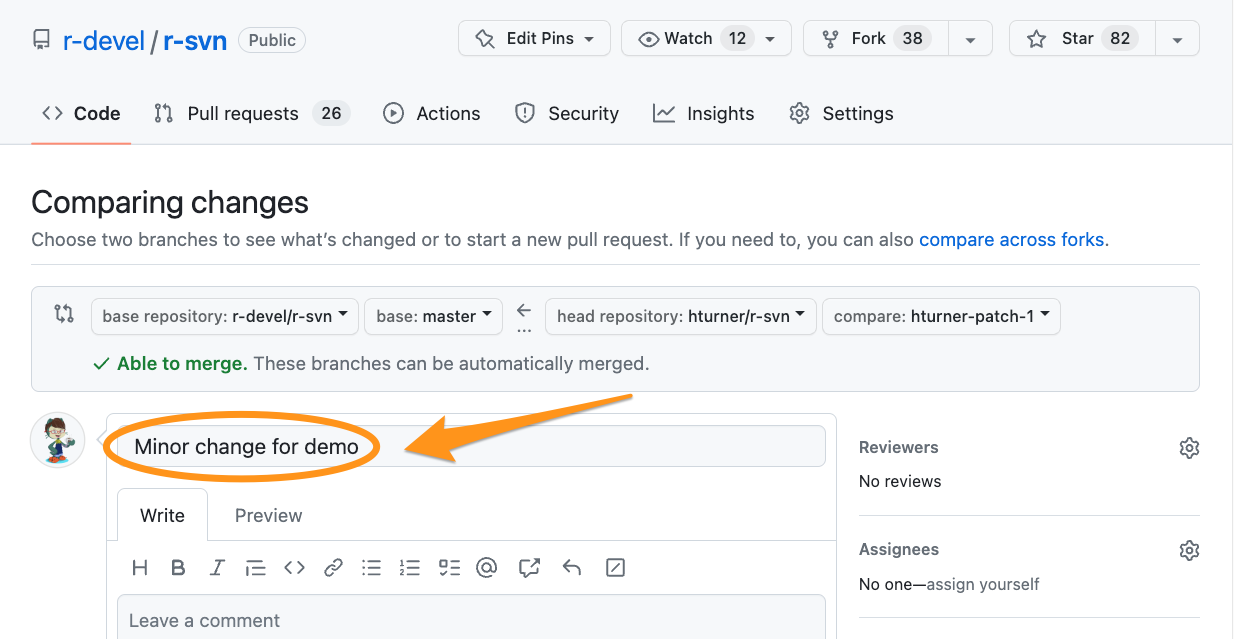 r-devel / r-svn Public Edit Pins Watch 12 Fork 38 Star 82
Code Pull requests 26 Actions Security Insights Settings
Comparing changes
Choose two branches to see what's changed or to start a new pull request. If you need to, you can also compare across forks.
base repository: r-devel/r-svn base: master ... head repository: hturner/r-svn compare: hturner-patch-1
Able to merge. These branches can be automatically merged.
Minor change for demo
Write Preview
Leave a comment
Reviewers
No reviews
Assignees
No one—assign yourself